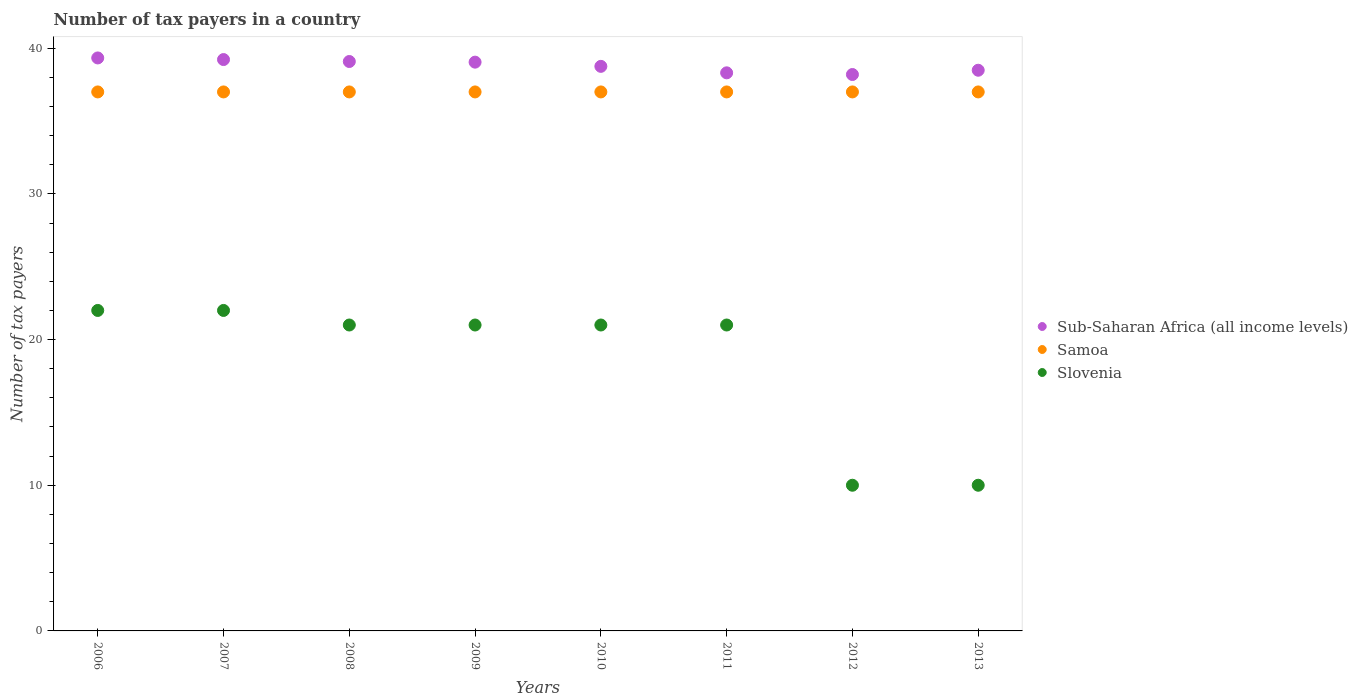 Number of tax payers in a country
40
30
20
10
0
Number of tax payers
2006
2007
2008
2009
2010
2011
2012
2013
Years
Sub-Saharan Africa (all income levels)
Samoa
Slovenia